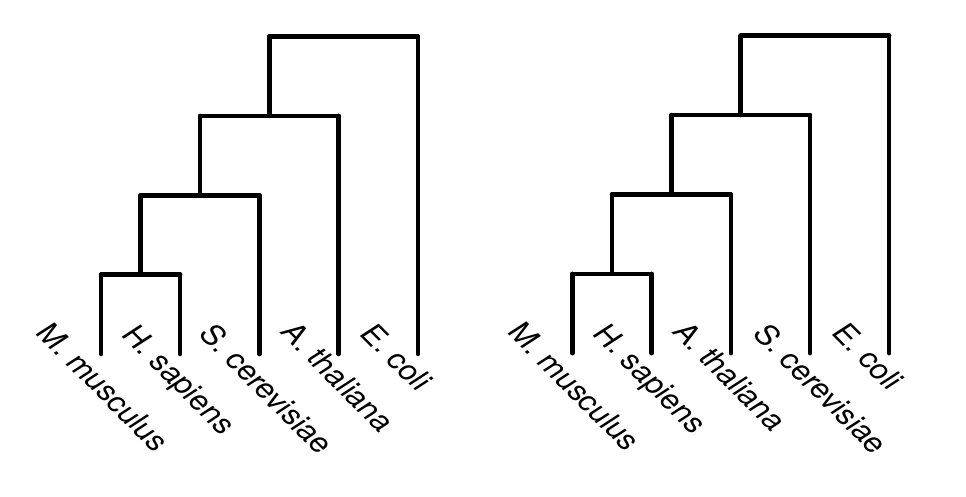 M. musculus
H. sapiens
S. cerevisiae
A. thaliana
E. coli
M. musculus
H. sapiens
A. thaliana
S. cerevisiae
E. coli